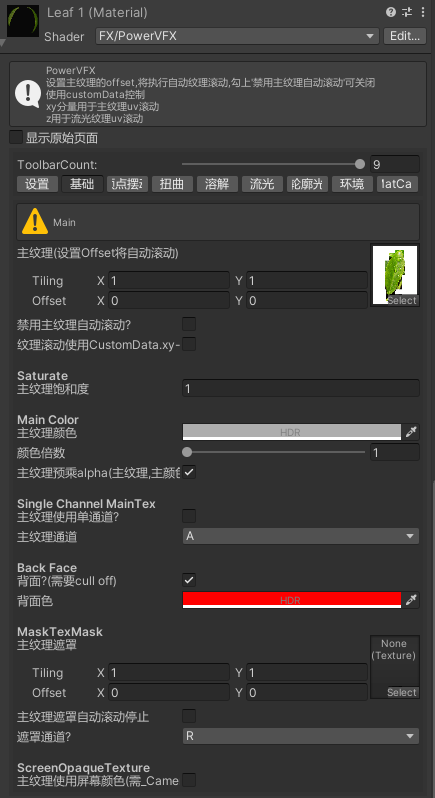 Leaf 1 (Material)
Shader FX/PowerVFX Edit...
PowerVFX
设置主纹理的offset,将执行自动纹理滚动,勾上'禁用主纹理自动滚动'可关闭
使用customData控制
xy分量用于主纹理uv滚动
z用于流光纹理uv滚动
显示原始页面
ToolbarCount: 9
设置 基础 点摆 扭曲 溶解 流光 轮廓光 环境 MatCa
Main
主纹理(设置Offset将自动滚动)
Tiling X 1 Y 1
Offset X 0 Y 0
Select
禁用主纹理自动滚动?
纹理滚动使用CustomData.xy-
Saturate
主纹理饱和度 1
Main Color
主纹理颜色 HDR
颜色倍数 1
主纹理预乘alpha(主纹理,主颜色
Single Channel MainTex
主纹理使用单通道?
主纹理通道 A
Back Face
背面?(需要cull off)
背面色 HDR
MaskTexMask
主纹理遮罩
None
(Texture)
Tiling X 1 Y 1
Offset X 0 Y 0
Select
主纹理遮罩自动滚动停止
遮罩通道? R
ScreenOpaqueTexture
主纹理使用屏幕颜色(需_Came